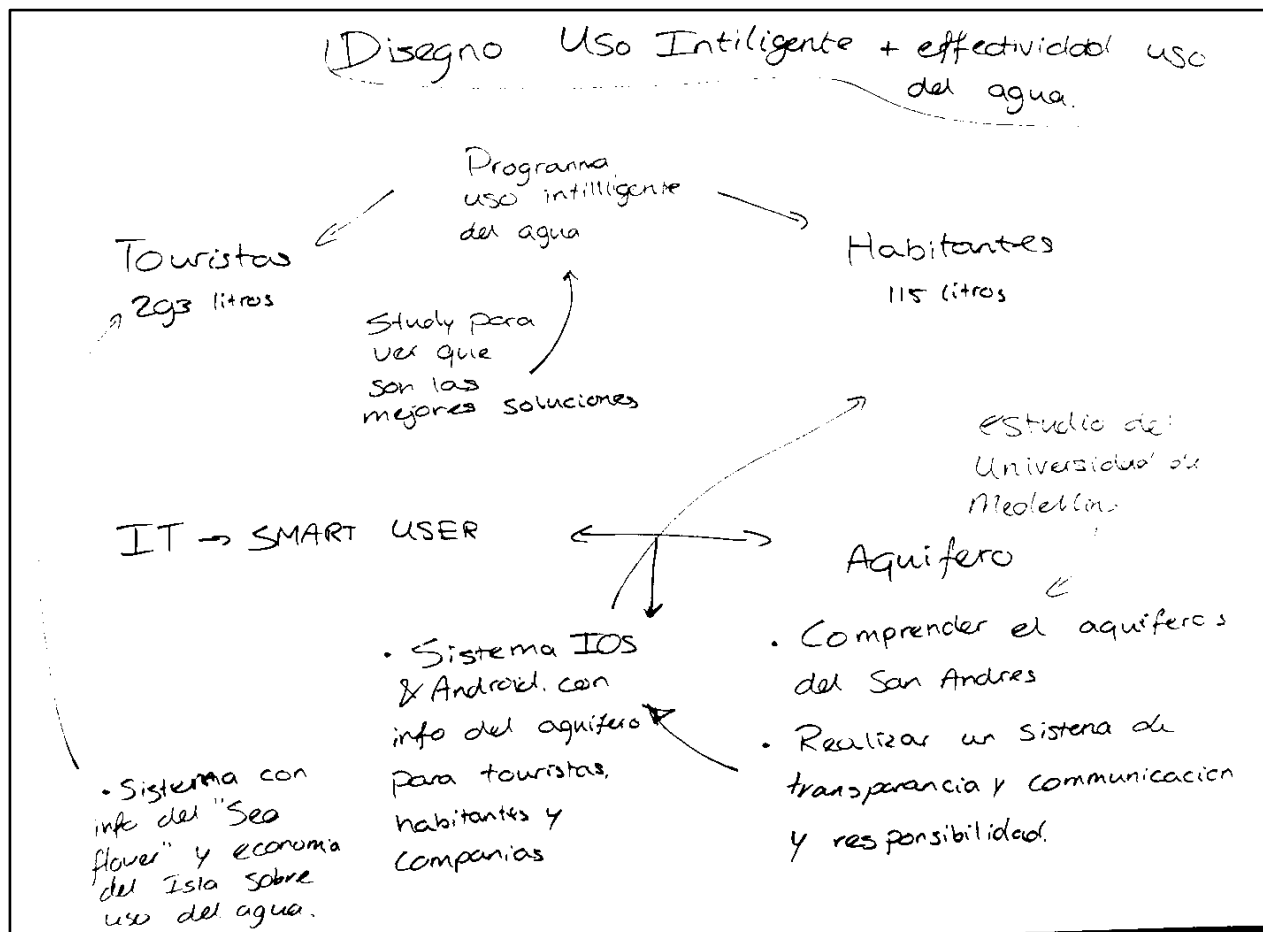 Disegno Uso Intiligente + effectividad uso
del agua.
Programa
uso intilligente
del agua
Touristas
293 litros
Habitantes
115 litros
Study para
ver que
son las
mejores soluciones
estudio de
Universidad de
Medellin.
IT → SMART USER
Aquifero
• Sistema IOS
& Android. con
info del aquifero
para touristas,
habitantes y
companias
• Comprender el aquiferos
del San Andres
• Realizar un sistema de
transparancia y communicacion
y responsibilidad.
• Sistema con
info del "Sea
flower" y economia
del Isla sobre
uso del agua.